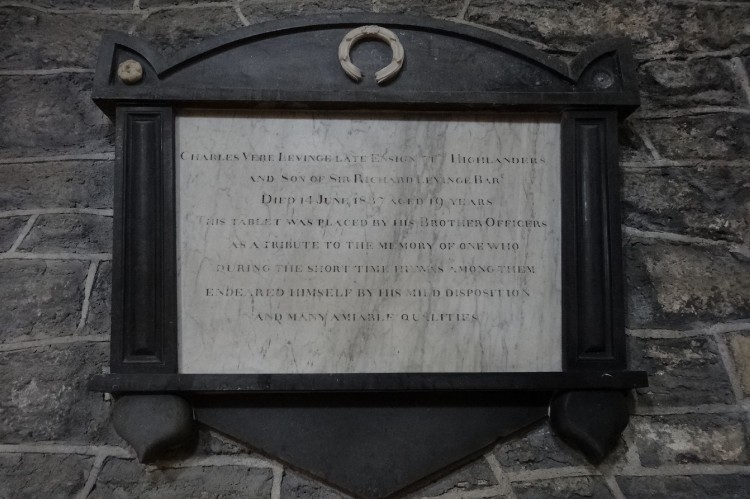 CHARLES VERE LEVINGE LATE ENSIGN HIGHLANDERS
AND SON OF SIR RICHARD LEVINGE BART
DIED 14 JUNE AGED 19 YEARS
THIS TABLET WAS PLACED BY HIS BROTHER OFFICERS
AS A TRIBUTE TO THE MEMORY OF ONE WHO
DURING THE SHORT TIME HE WAS AMONG THEM
ENDEARED HIMSELF BY HIS MILD DISPOSITION
AND MANY AMIABLE QUALITIES